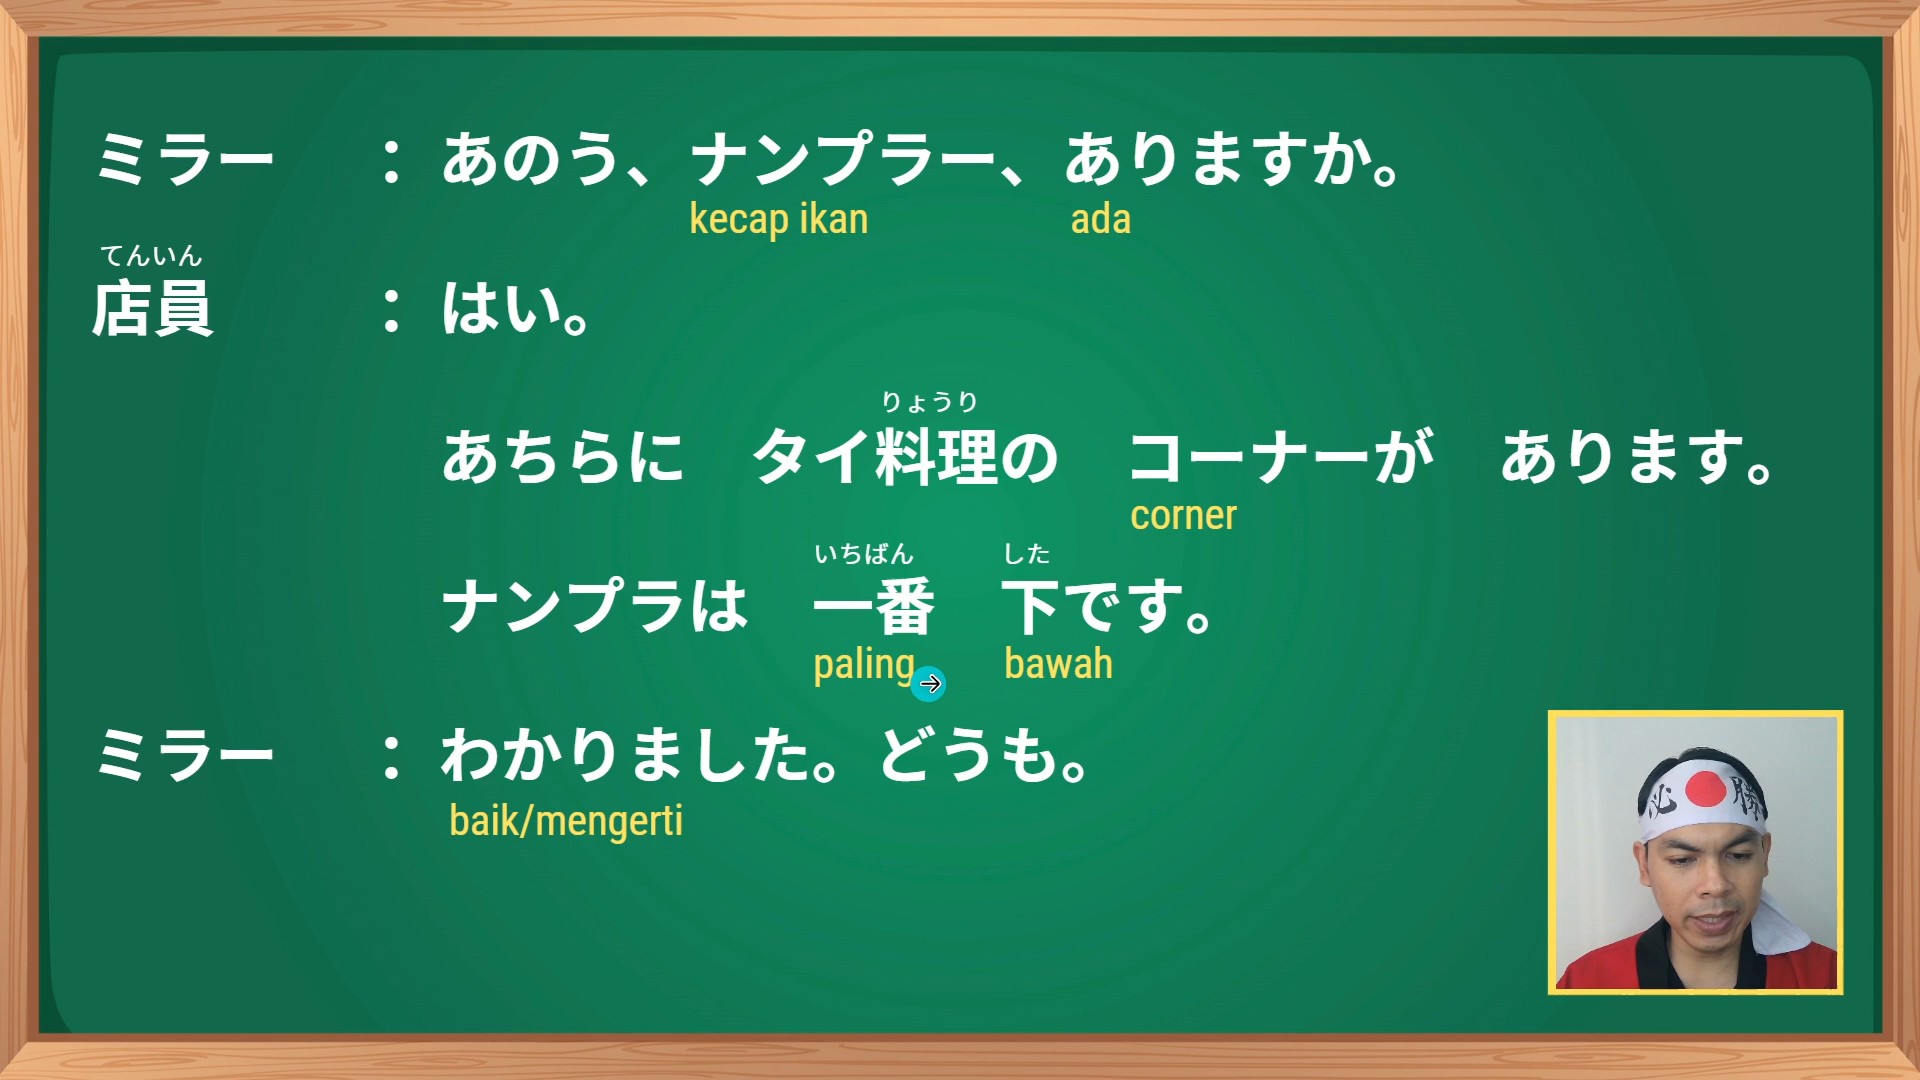 ミラー ：あのう、ナンプラー、ありますか。
kecap ikan ada
てんいん
店員 ：はい。
りょうり
あちらに　タイ料理の　コーナーが　あります。
corner
いちばん した
ナンプラは　一番　下です。
paling bawah
ミラー ：わかりました。どうも。
baik/mengerti
必 勝